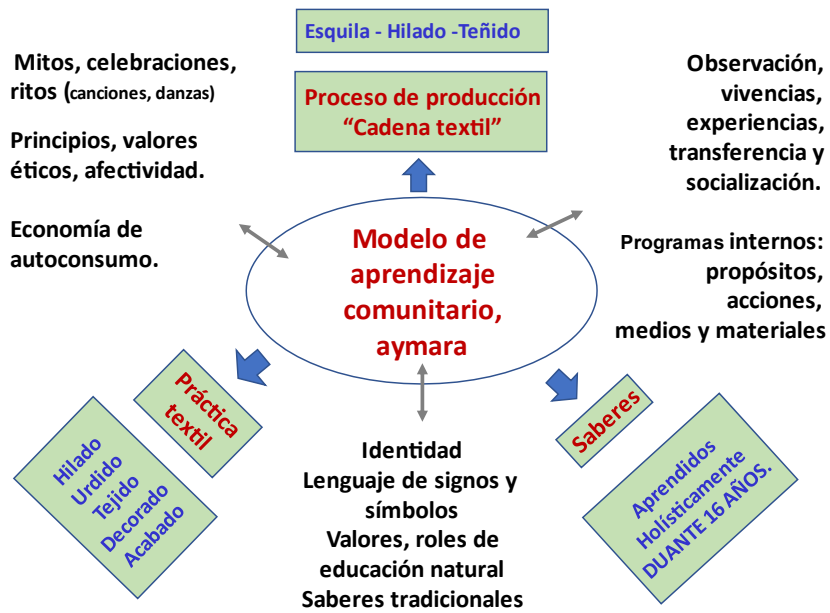 Esquila - Hilado -Teñido
Proceso de producción
“Cadena textil”
Mitos, celebraciones,
ritos (canciones, danzas)
Principios, valores
éticos, afectividad.
Economía de
autoconsumo.
Observación,
vivencias,
experiencias,
transferencia y
socialización.
Programas internos:
propósitos,
acciones,
medios y materiales
Modelo de
aprendizaje
comunitario,
aymara
Práctica
textil
Hilado
Urdido
Tejido
Decorado
Acabado
Identidad
Lenguaje de signos y
símbolos
Valores, roles de
educación natural
Saberes tradicionales
Saberes
Aprendidos
Holísticamente
DUANTE 16 AÑOS.